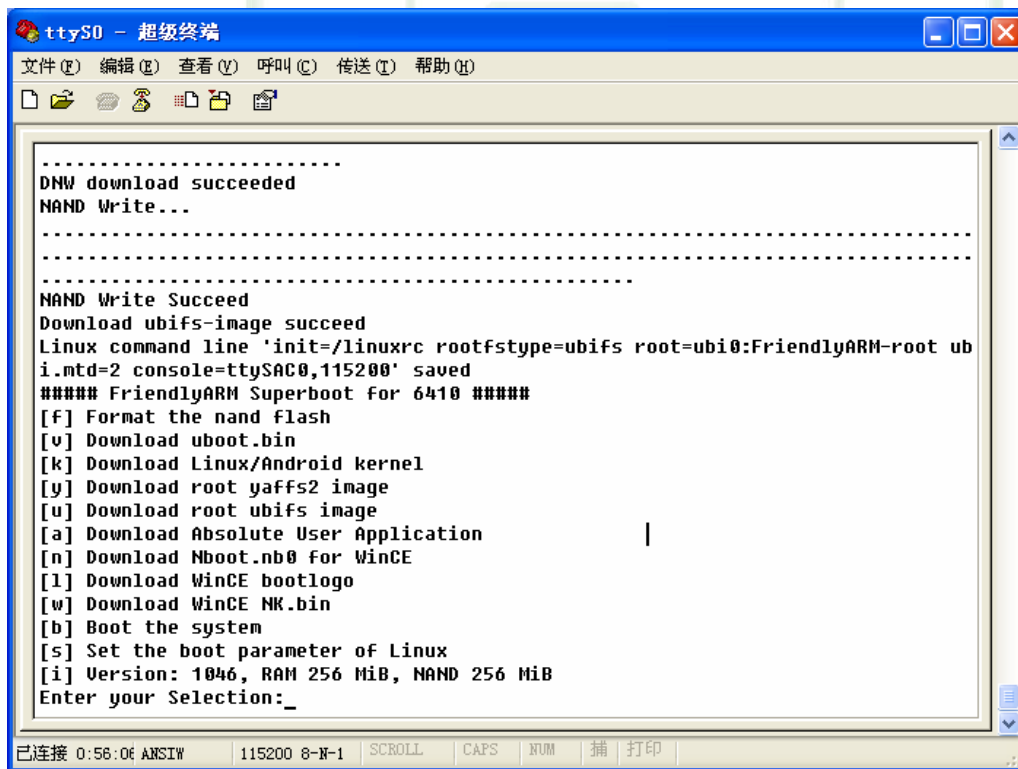 ttyS0 - 超级终端
文件(F) 编辑(E) 查看(V) 呼叫(C) 传送(T) 帮助(H)
..........................
DNW download succeeded
NAND Write...
................................................................................
................................................................................
...................................................
NAND Write Succeed
Download ubifs-image succeed
Linux command line 'init=/linuxrc rootfstype=ubifs root=ubi0:FriendlyARM-root ub
i.mtd=2 console=ttySAC0,115200' saved
##### FriendlyARM Superboot for 6410 #####
[f] Format the nand flash
[v] Download uboot.bin
[k] Download Linux/Android kernel
[y] Download root yaffs2 image
[u] Download root ubifs image
[a] Download Absolute User Application
[n] Download Nboot.nb0 for WinCE
[l] Download WinCE bootlogo
[w] Download WinCE NK.bin
[b] Boot the system
[s] Set the boot parameter of Linux
[i] Version: 1046, RAM 256 MiB, NAND 256 MiB
Enter your Selection:_
已连接 0:56:06 ANSIW 115200 8-N-1 SCROLL CAPS NUM 捕 打印